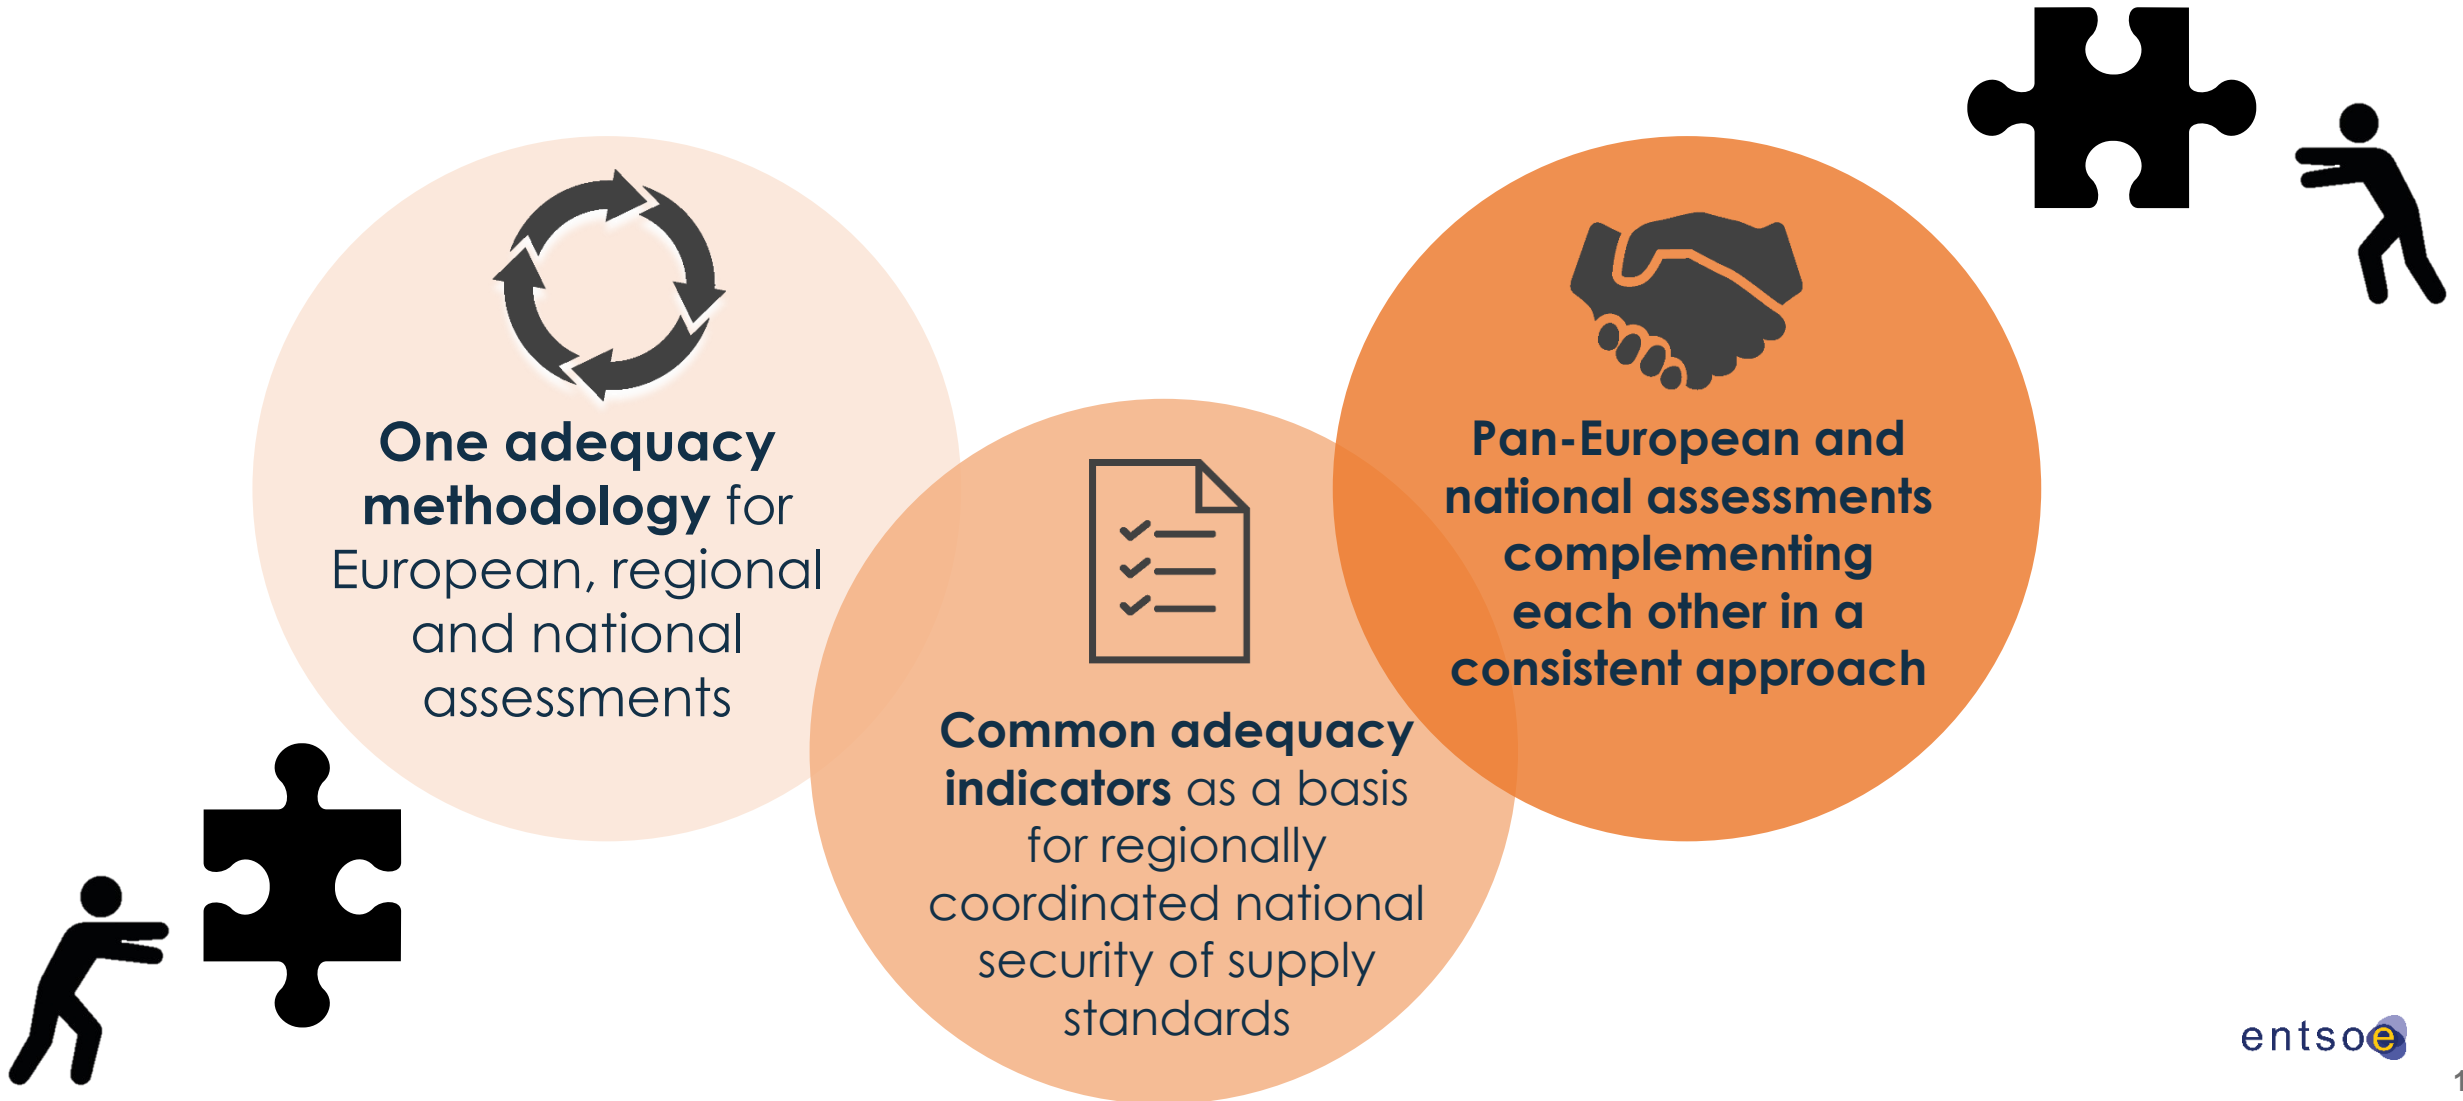 One adequacy
methodology for
European, regional
and national
assessments
Common adequacy
indicators as a basis
for regionally
coordinated national
security of supply
standards
Pan-European and
national assessments
complementing
each other in a
consistent approach
entsoe
1